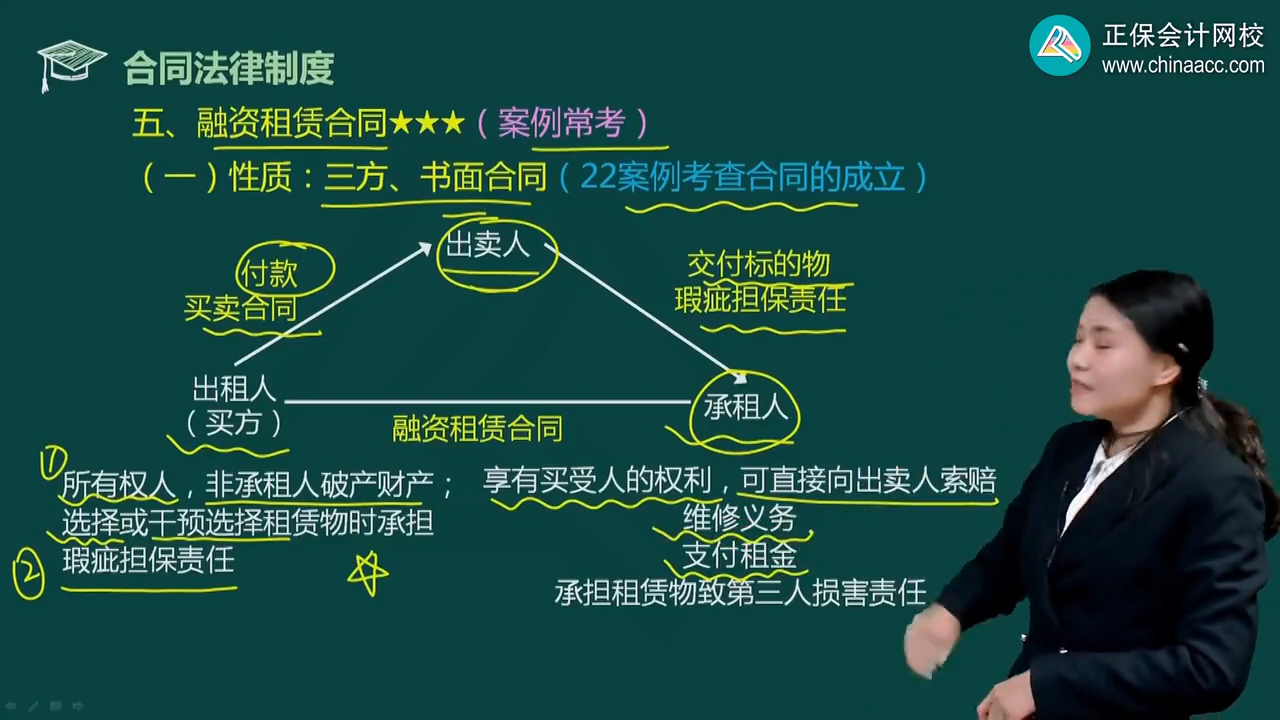 正保会计网校
www.chinaacc.com
合同法律制度
五、融资租赁合同★★★（案例常考）
（一）性质：三方、书面合同（22案例考查合同的成立）
出卖人
付款
买卖合同
交付标的物
瑕疵担保责任
出租人
（买方）
融资租赁合同
承租人
①
所有权人，非承租人破产财产；
选择或干预选择租赁物时承担
②
瑕疵担保责任
享有买受人的权利，可直接向出卖人索赔
维修义务
支付租金
承担租赁物致第三人损害责任